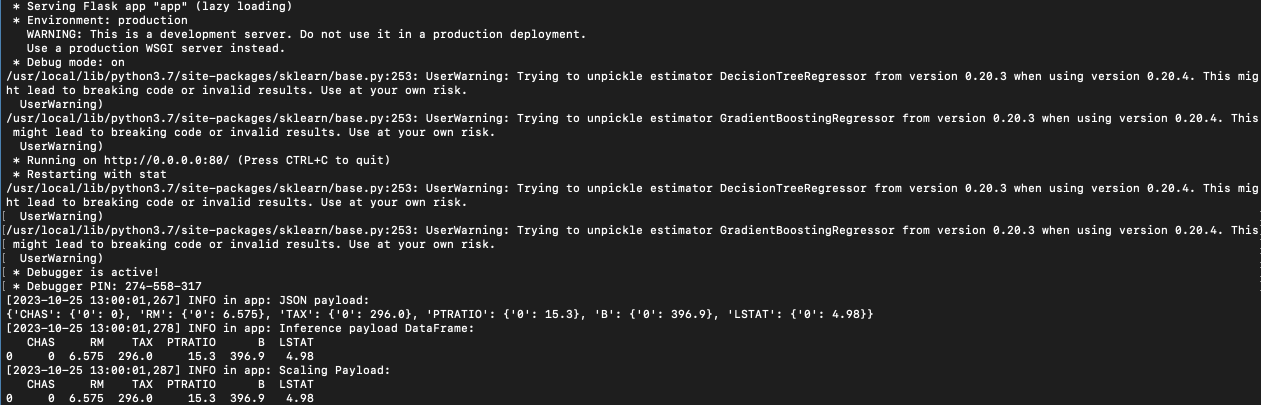 * Serving Flask app "app" (lazy loading)
* Environment: production
WARNING: This is a development server. Do not use it in a production deployment.
Use a production WSGI server instead.
* Debug mode: on
/usr/local/lib/python3.7/site-packages/sklearn/base.py:253: UserWarning: Trying to unpickle estimator DecisionTreeRegressor from version 0.20.3 when using version 0.20.4. This mig
ht lead to breaking code or invalid results. Use at your own risk.
UserWarning)
/usr/local/lib/python3.7/site-packages/sklearn/base.py:253: UserWarning: Trying to unpickle estimator GradientBoostingRegressor from version 0.20.3 when using version 0.20.4. This
might lead to breaking code or invalid results. Use at your own risk.
UserWarning)
* Running on http://0.0.0.0:80/ (Press CTRL+C to quit)
* Restarting with stat
/usr/local/lib/python3.7/site-packages/sklearn/base.py:253: UserWarning: Trying to unpickle estimator DecisionTreeRegressor from version 0.20.3 when using version 0.20.4. This mig
ht lead to breaking code or invalid results. Use at your own risk.
[ UserWarning)
[/usr/local/lib/python3.7/site-packages/sklearn/base.py:253: UserWarning: Trying to unpickle estimator GradientBoostingRegressor from version 0.20.3 when using version 0.20.4. This
[ might lead to breaking code or invalid results. Use at your own risk.
[ UserWarning)
[ * Debugger is active!
[ * Debugger PIN: 274-558-317
[2023-10-25 13:00:01,267] INFO in app: JSON payload:
{'CHAS': {'0': 0}, 'RM': {'0': 6.575}, 'TAX': {'0': 296.0}, 'PTRATIO': {'0': 15.3}, 'B': {'0': 396.9}, 'LSTAT': {'0': 4.98}}
[2023-10-25 13:00:01,278] INFO in app: Inference payload DataFrame:
CHAS RM TAX PTRATIO B LSTAT
0 0 6.575 296.0 15.3 396.9 4.98
[2023-10-25 13:00:01,287] INFO in app: Scaling Payload:
CHAS RM TAX PTRATIO B LSTAT
0 0 6.575 296.0 15.3 396.9 4.98